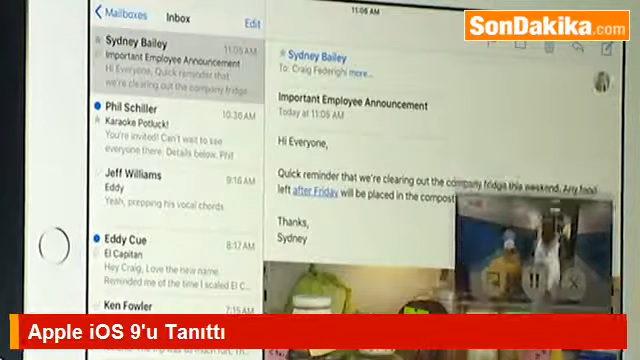 SonDakika.com
11:06 AM
Mailboxes
Inbox
Edit
Sydney Bailey
11:05 AM
Important Employee Announcement
Hi Everyone, Quick reminder that
we're clearing out the company fridge
Phil Schiller
10:36 AM
Karaoke Potluck!
You're invited! Can't wait to see
everyone there. Details below. Phil
Jeff Williams
9:16 AM
Eddy
Yeah, prepping his vocal chords
Eddy Cue
8:17 AM
El Capitan
Hey Craig, Love the new name.
Reminded me of the time I scaled El C...
Ken Fowler
7:15 AM
Sydney Bailey
To: Craig Federighi more...
Important Employee Announcement
Today at 11:05 AM
Hi Everyone,
Quick reminder that we're clearing out the company fridge this weekend. Any food
left after Friday will be placed in the compost
Thanks,
Sydney
Apple iOS 9'u Tanıttı